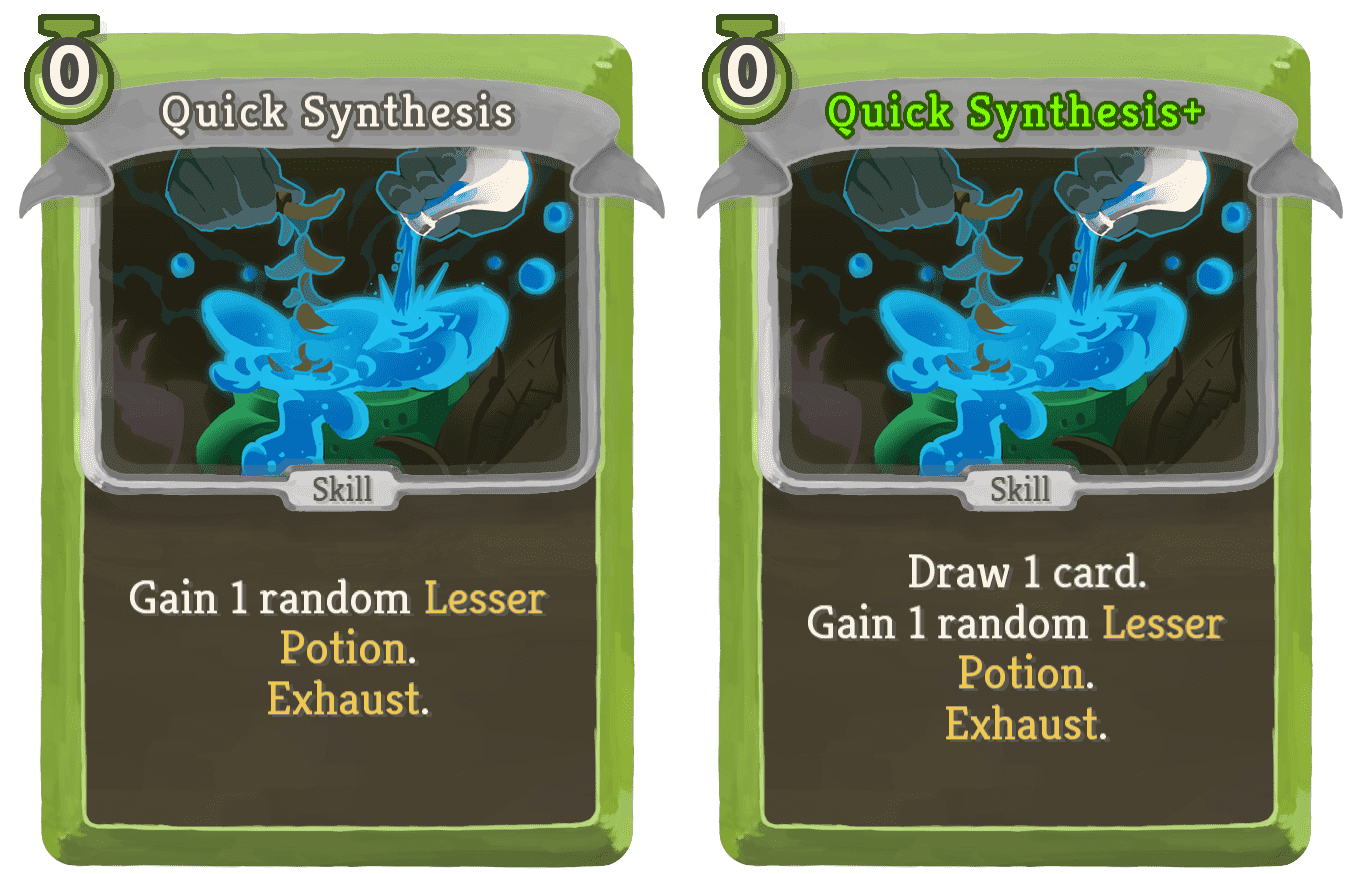 0
Quick Synthesis
Skill
Gain 1 random Lesser
Potion.
Exhaust.
0
Quick Synthesis+
Skill
Draw 1 card.
Gain 1 random Lesser
Potion.
Exhaust.